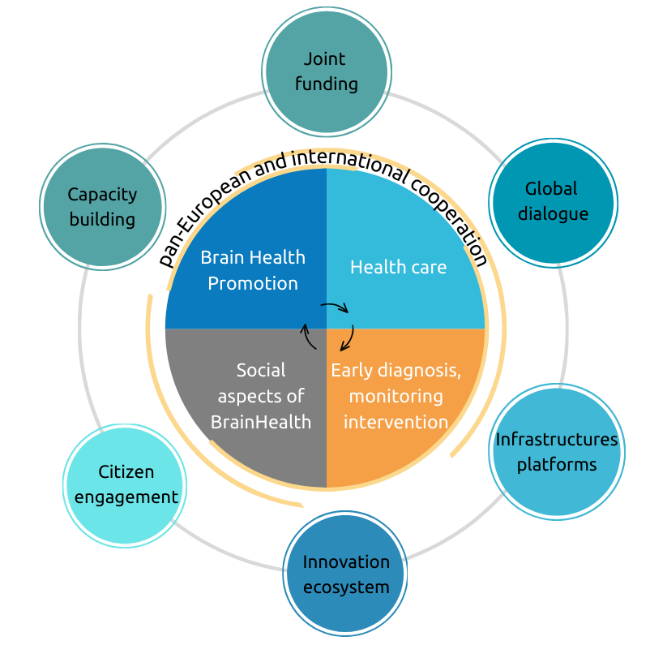 Joint
funding
Global
dialogue
Capacity
building
pan-European and international cooperation
Brain Health
Promotion
Health care
Social
aspects of
BrainHealth
Early diagnosis,
monitoring
intervention
Infrastructures
platforms
Citizen
engagement
Innovation
ecosystem